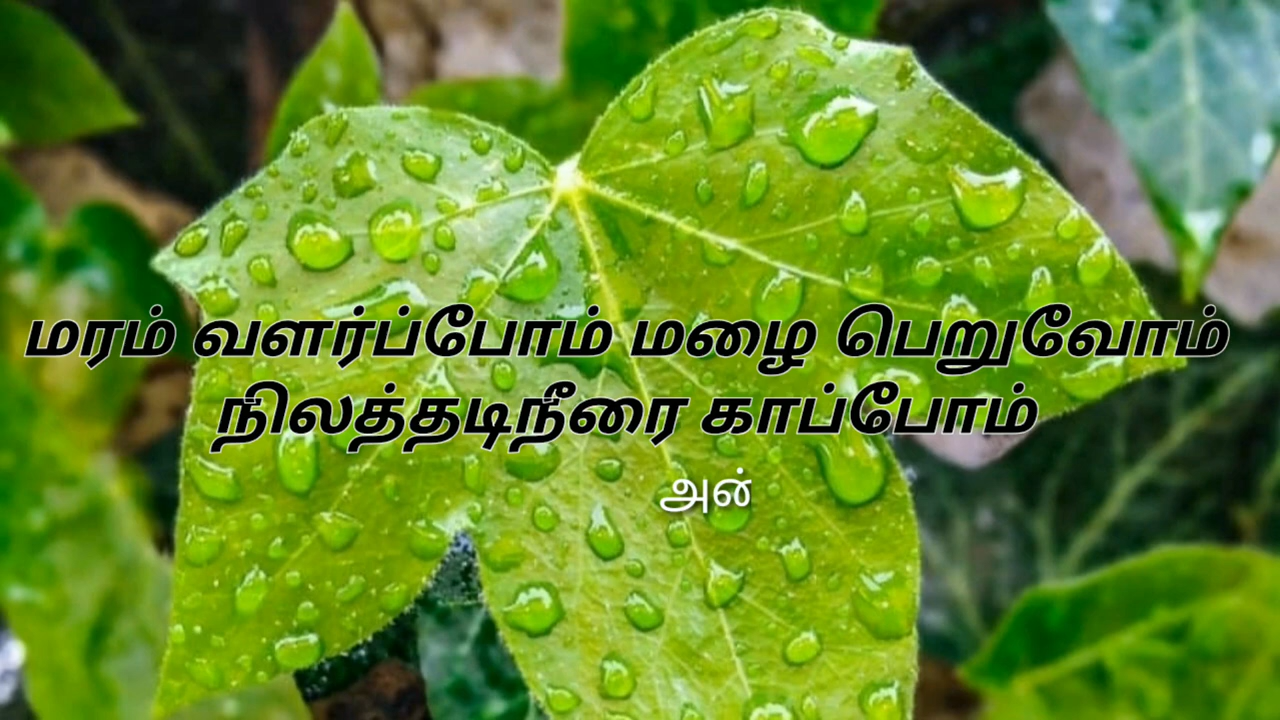 மரம் வளர்ப்போம் மழை பெறுவோம்
நிலத்தடிநீரை காப்போம்
அன்